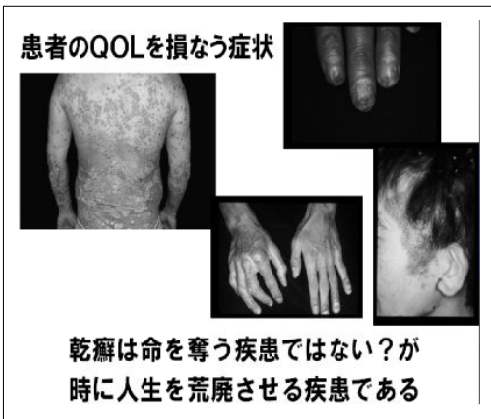 患者のQOLを損なう症状
乾癬は命を奪う疾患ではない？が
時に人生を荒廃させる疾患である